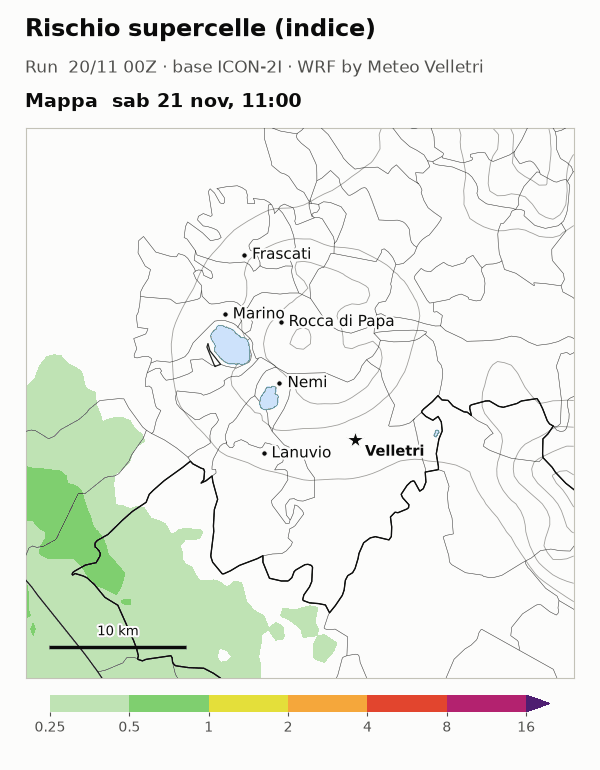 Rischio supercelle (indice)
Run  20/11 00Z · base ICON-2I · WRF by Meteo Velletri
Mappa  sab 21 nov, 11:00
Frascati
Marino
Rocca di Papa
Nemi
Velletri
Lanuvio
10 km
0.25 0.5 1 2 4 8 16